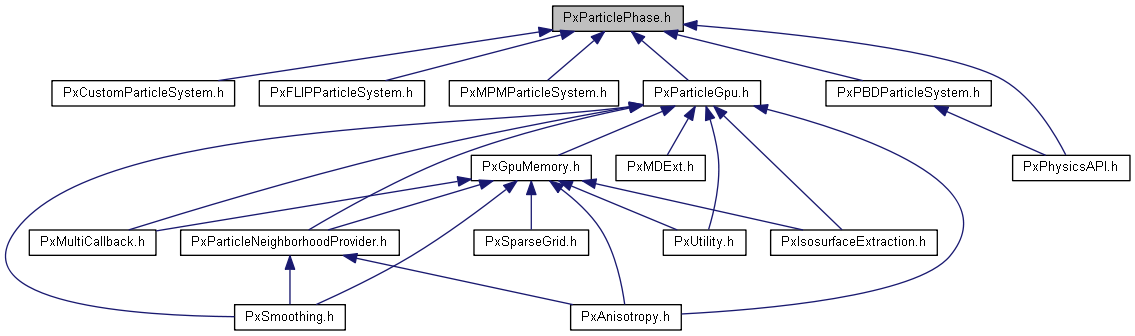 PxParticlePhase.h
PxCustomParticleSystem.h
PxFLIPParticleSystem.h
PxMPMParticleSystem.h
PxParticleGpu.h
PxPBDParticleSystem.h
PxGpuMemory.h
PxMDExt.h
PxPhysicsAPI.h
PxMultiCallback.h
PxParticleNeighborhoodProvider.h
PxSparseGrid.h
PxUtility.h
PxIsosurfaceExtraction.h
PxSmoothing.h
PxAnisotropy.h